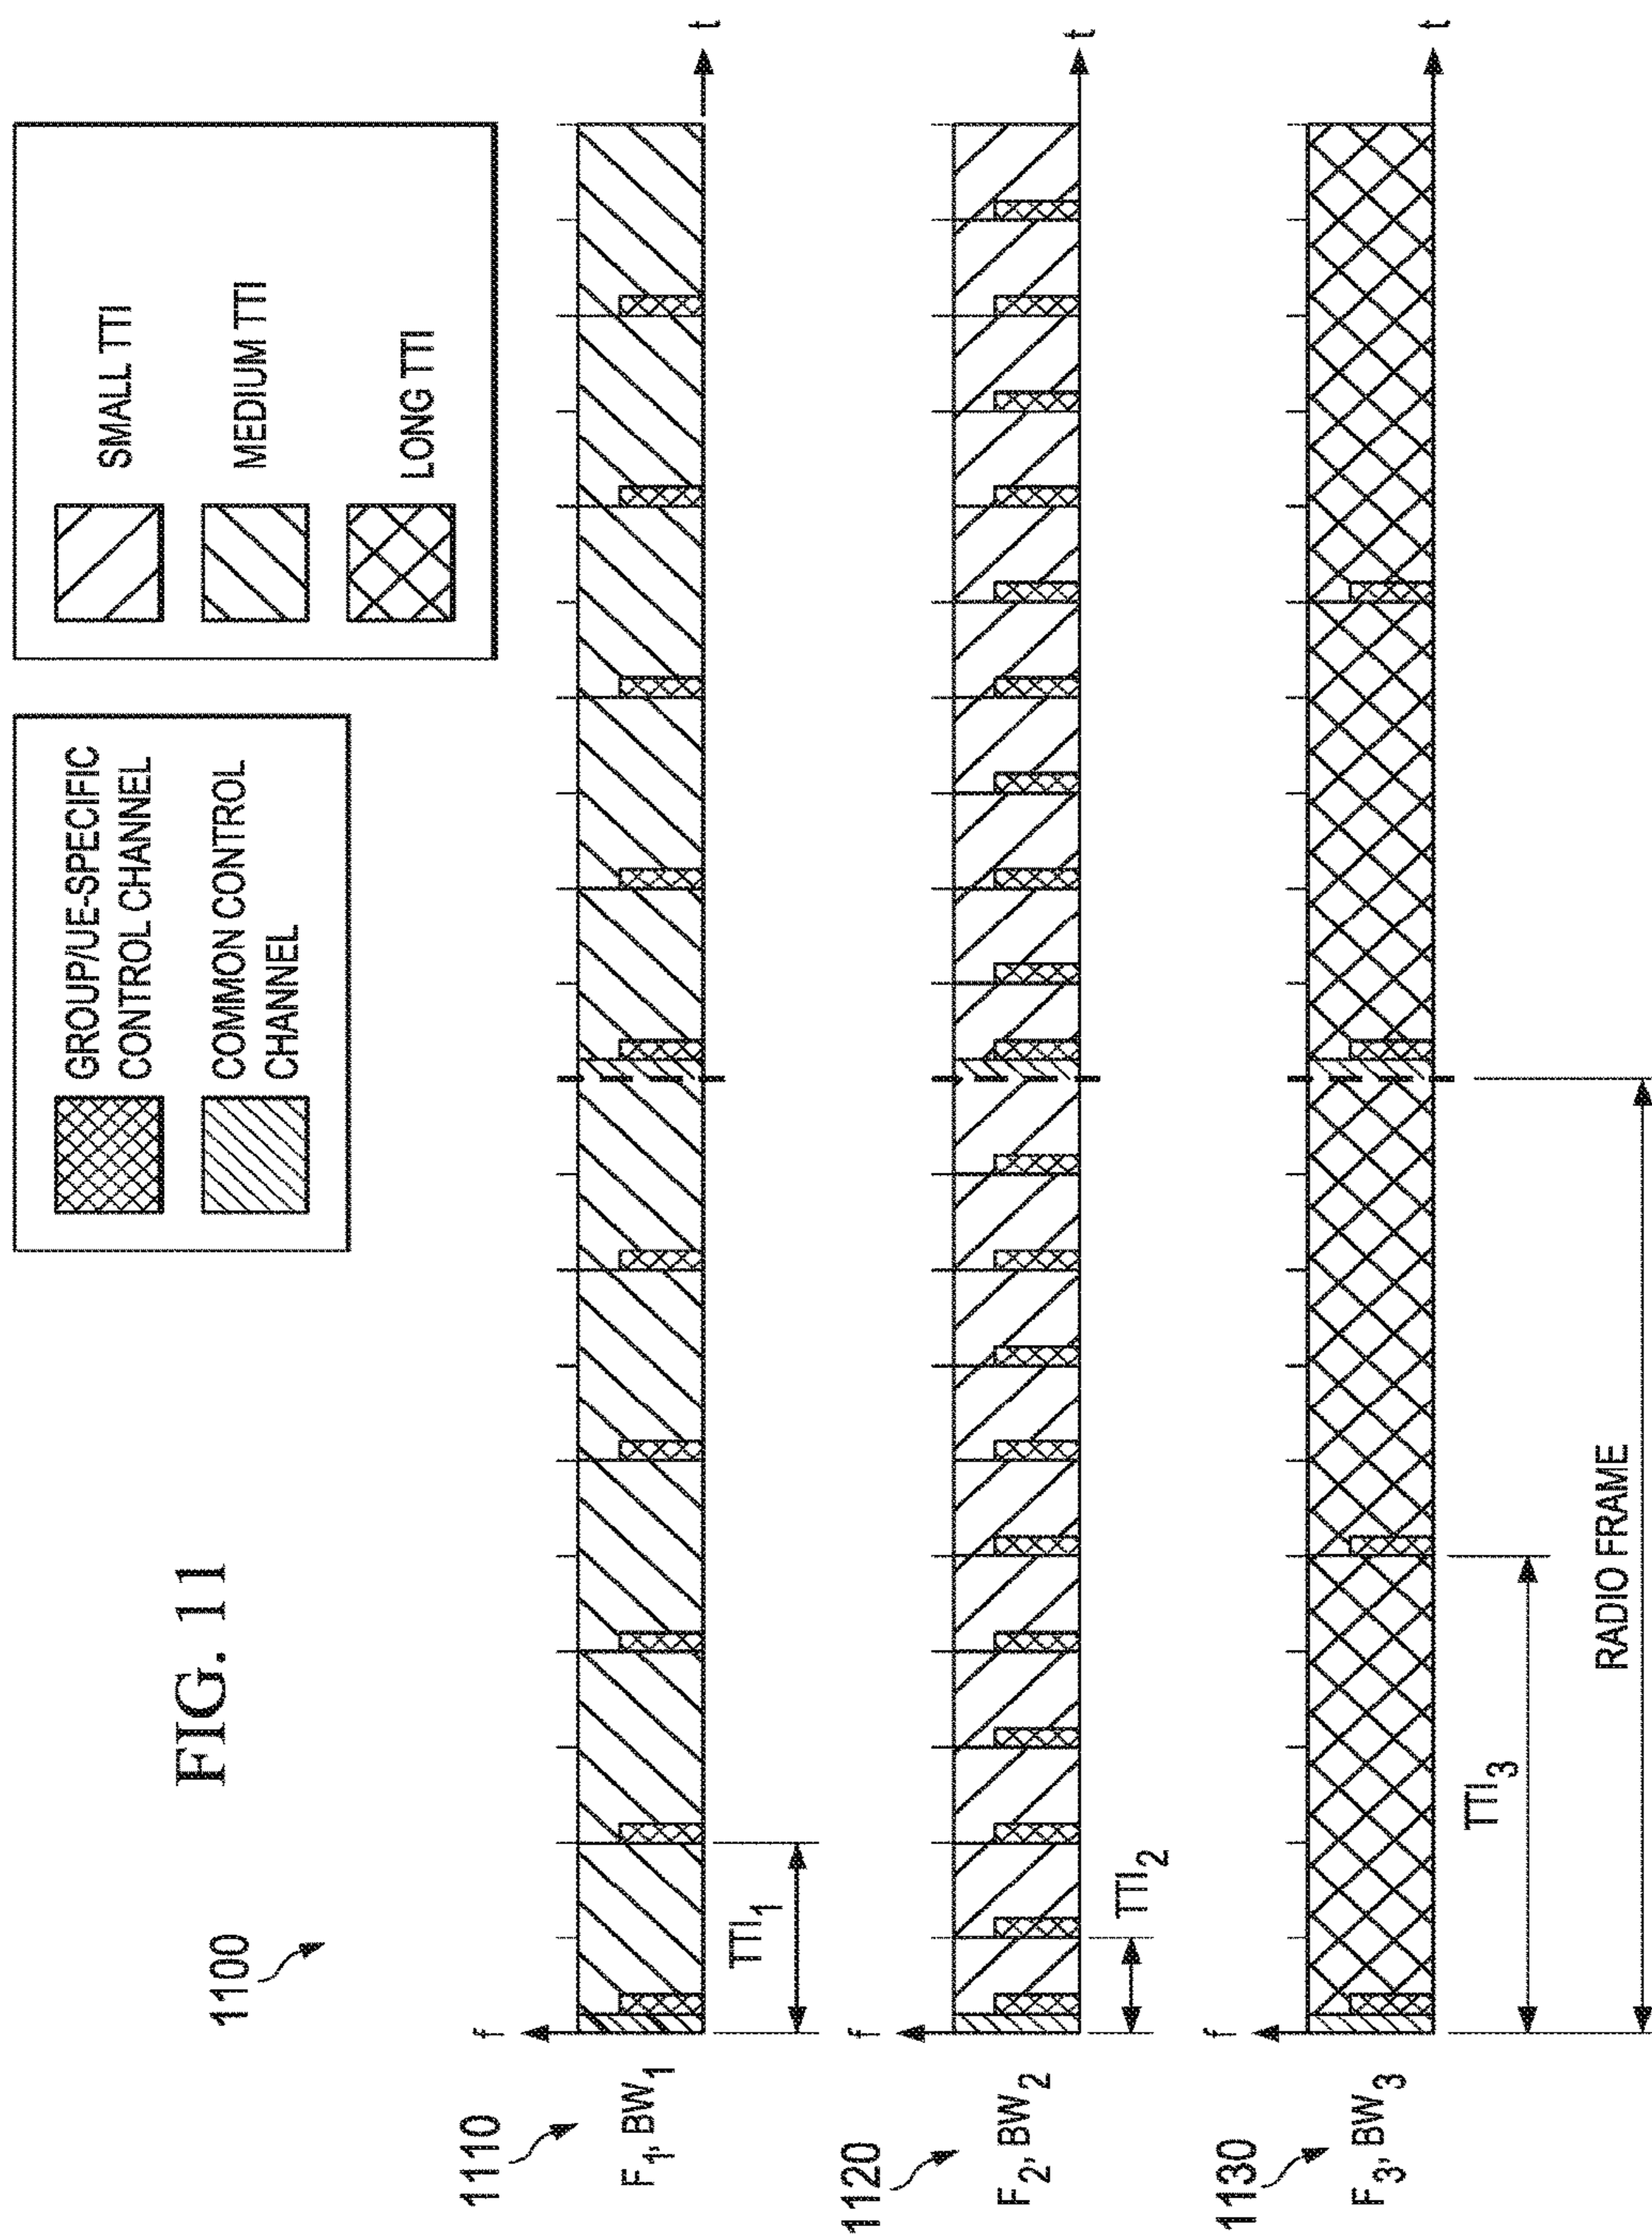 FIG. 11
1100
GROUP/UE-SPECIFIC
CONTROL CHANNEL
COMMON CONTROL
CHANNEL
SMALL TTI
MEDIUM TTI
LONG TTI
1110
F1, BW1
f
t
TTI1
1120
F2, BW2
f
t
TTI2
1130
F3, BW3
f
t
TTI3
RADIO FRAME